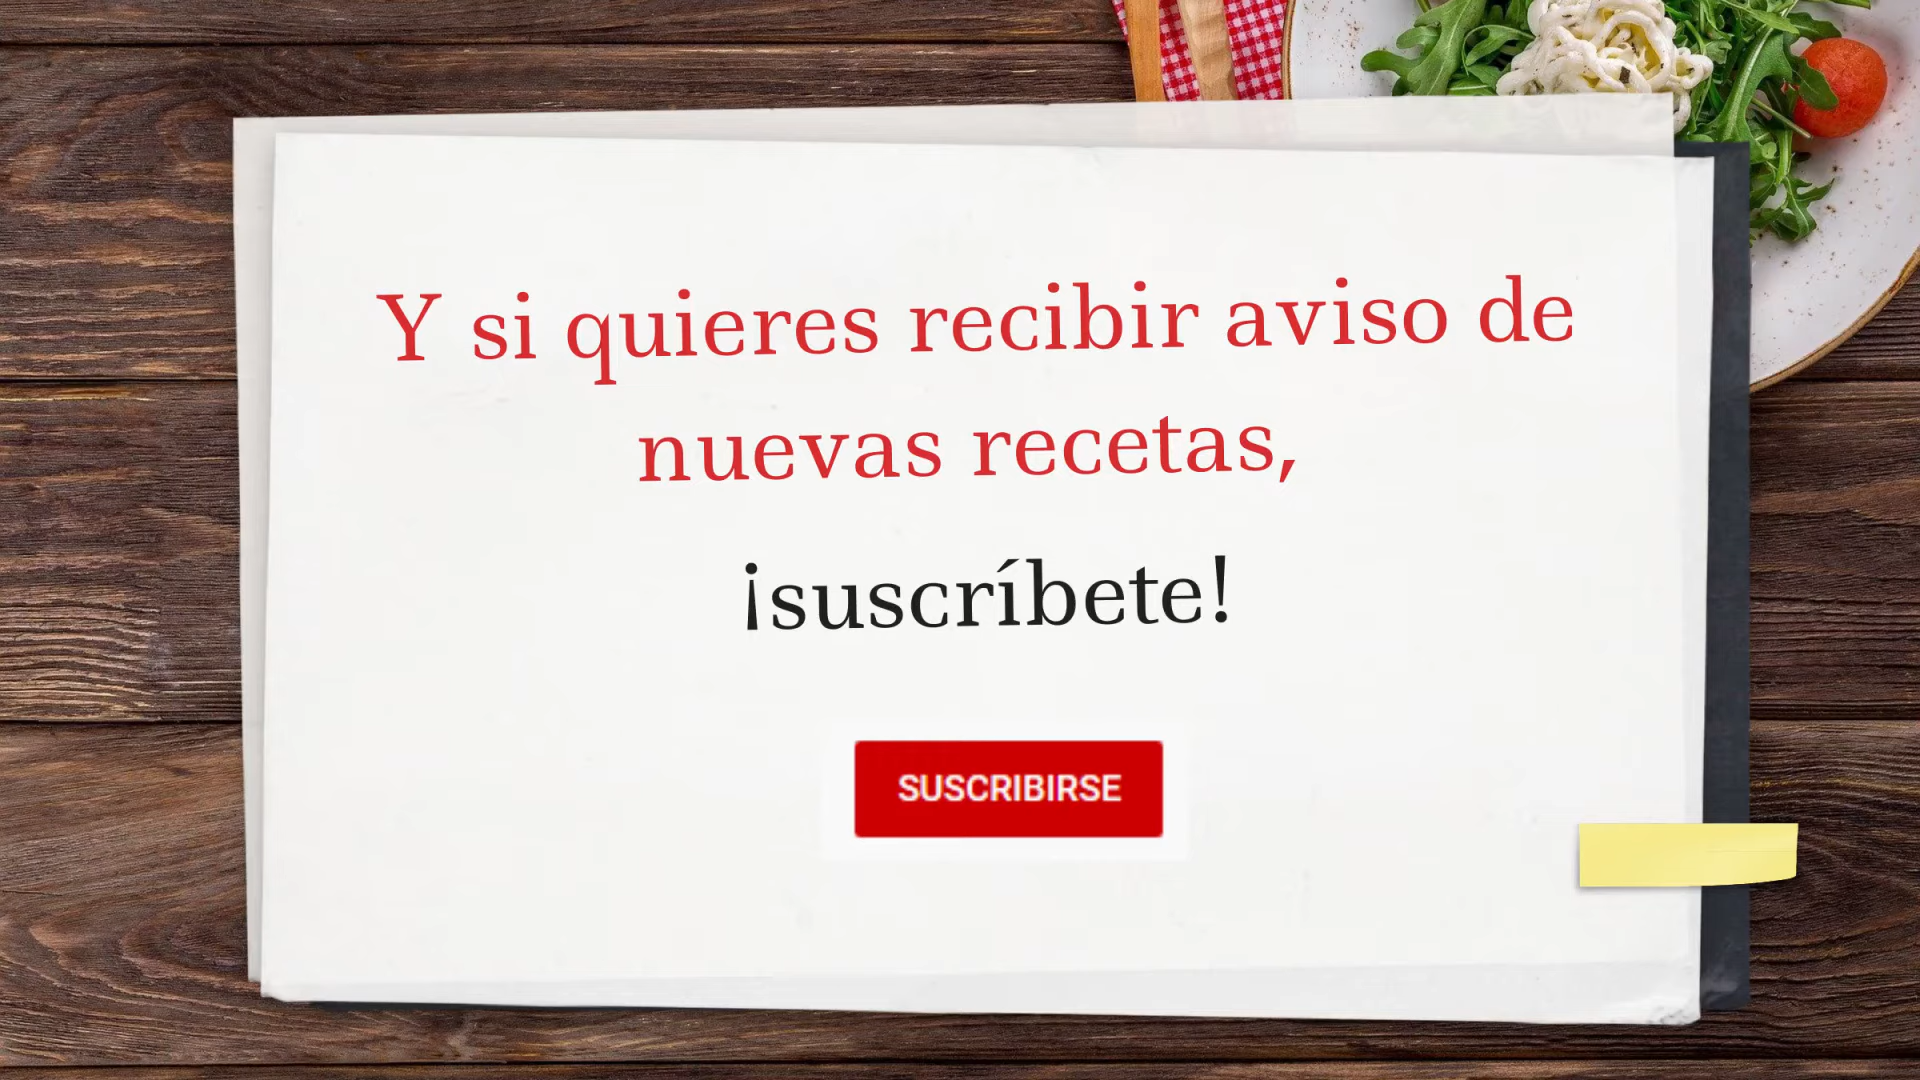 Y si quieres recibir aviso de
nuevas recetas,
¡suscríbete!
SUSCRIBIRSE